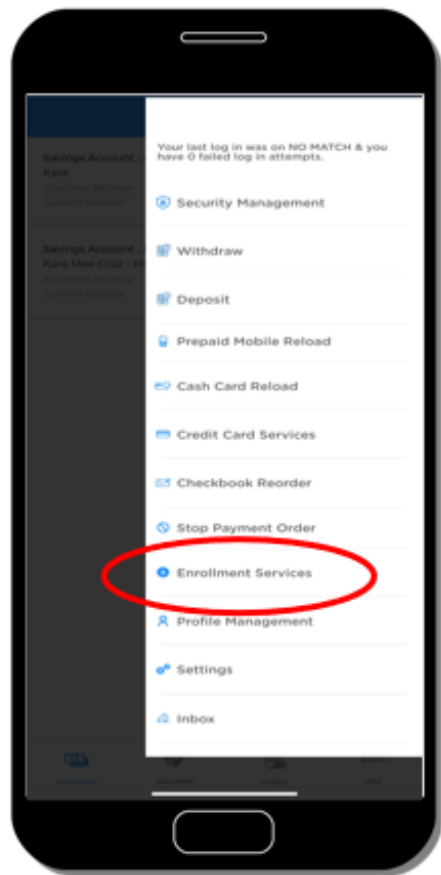 Your last log in was on NO MATCH & you
have 0 failed log in attempts.
Savings Account ..
Kara
Available Balance
Current Balance
Security Management
Withdraw
Savings Account ..
Kara Mae Cruz - H
Available Balance
Current Balance
Deposit
Prepaid Mobile Reload
Cash Card Reload
Credit Card Services
Checkbook Reorder
Stop Payment Order
Enrollment Services
Profile Management
Settings
Inbox